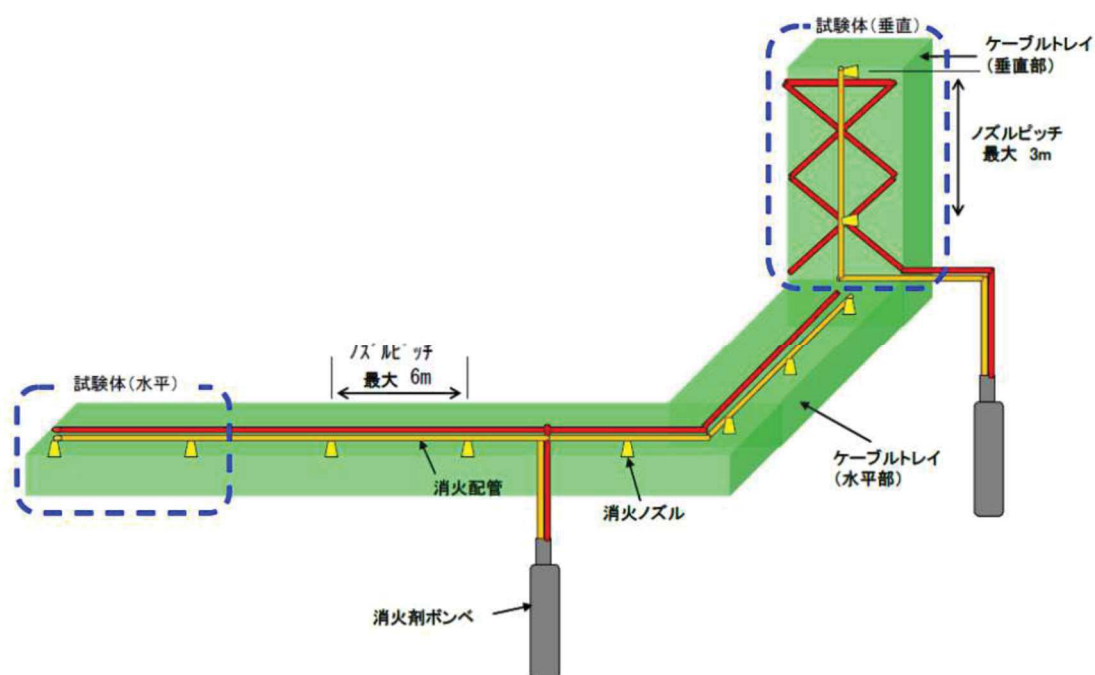 試験体(垂直)
ケーブルトレイ
(垂直部)
ノズルピッチ
最大 3m
ノズルピッチ
最大 6m
試験体(水平)
ケーブルトレイ
(水平部)
消火配管
消火ノズル
消火剤ボンベ